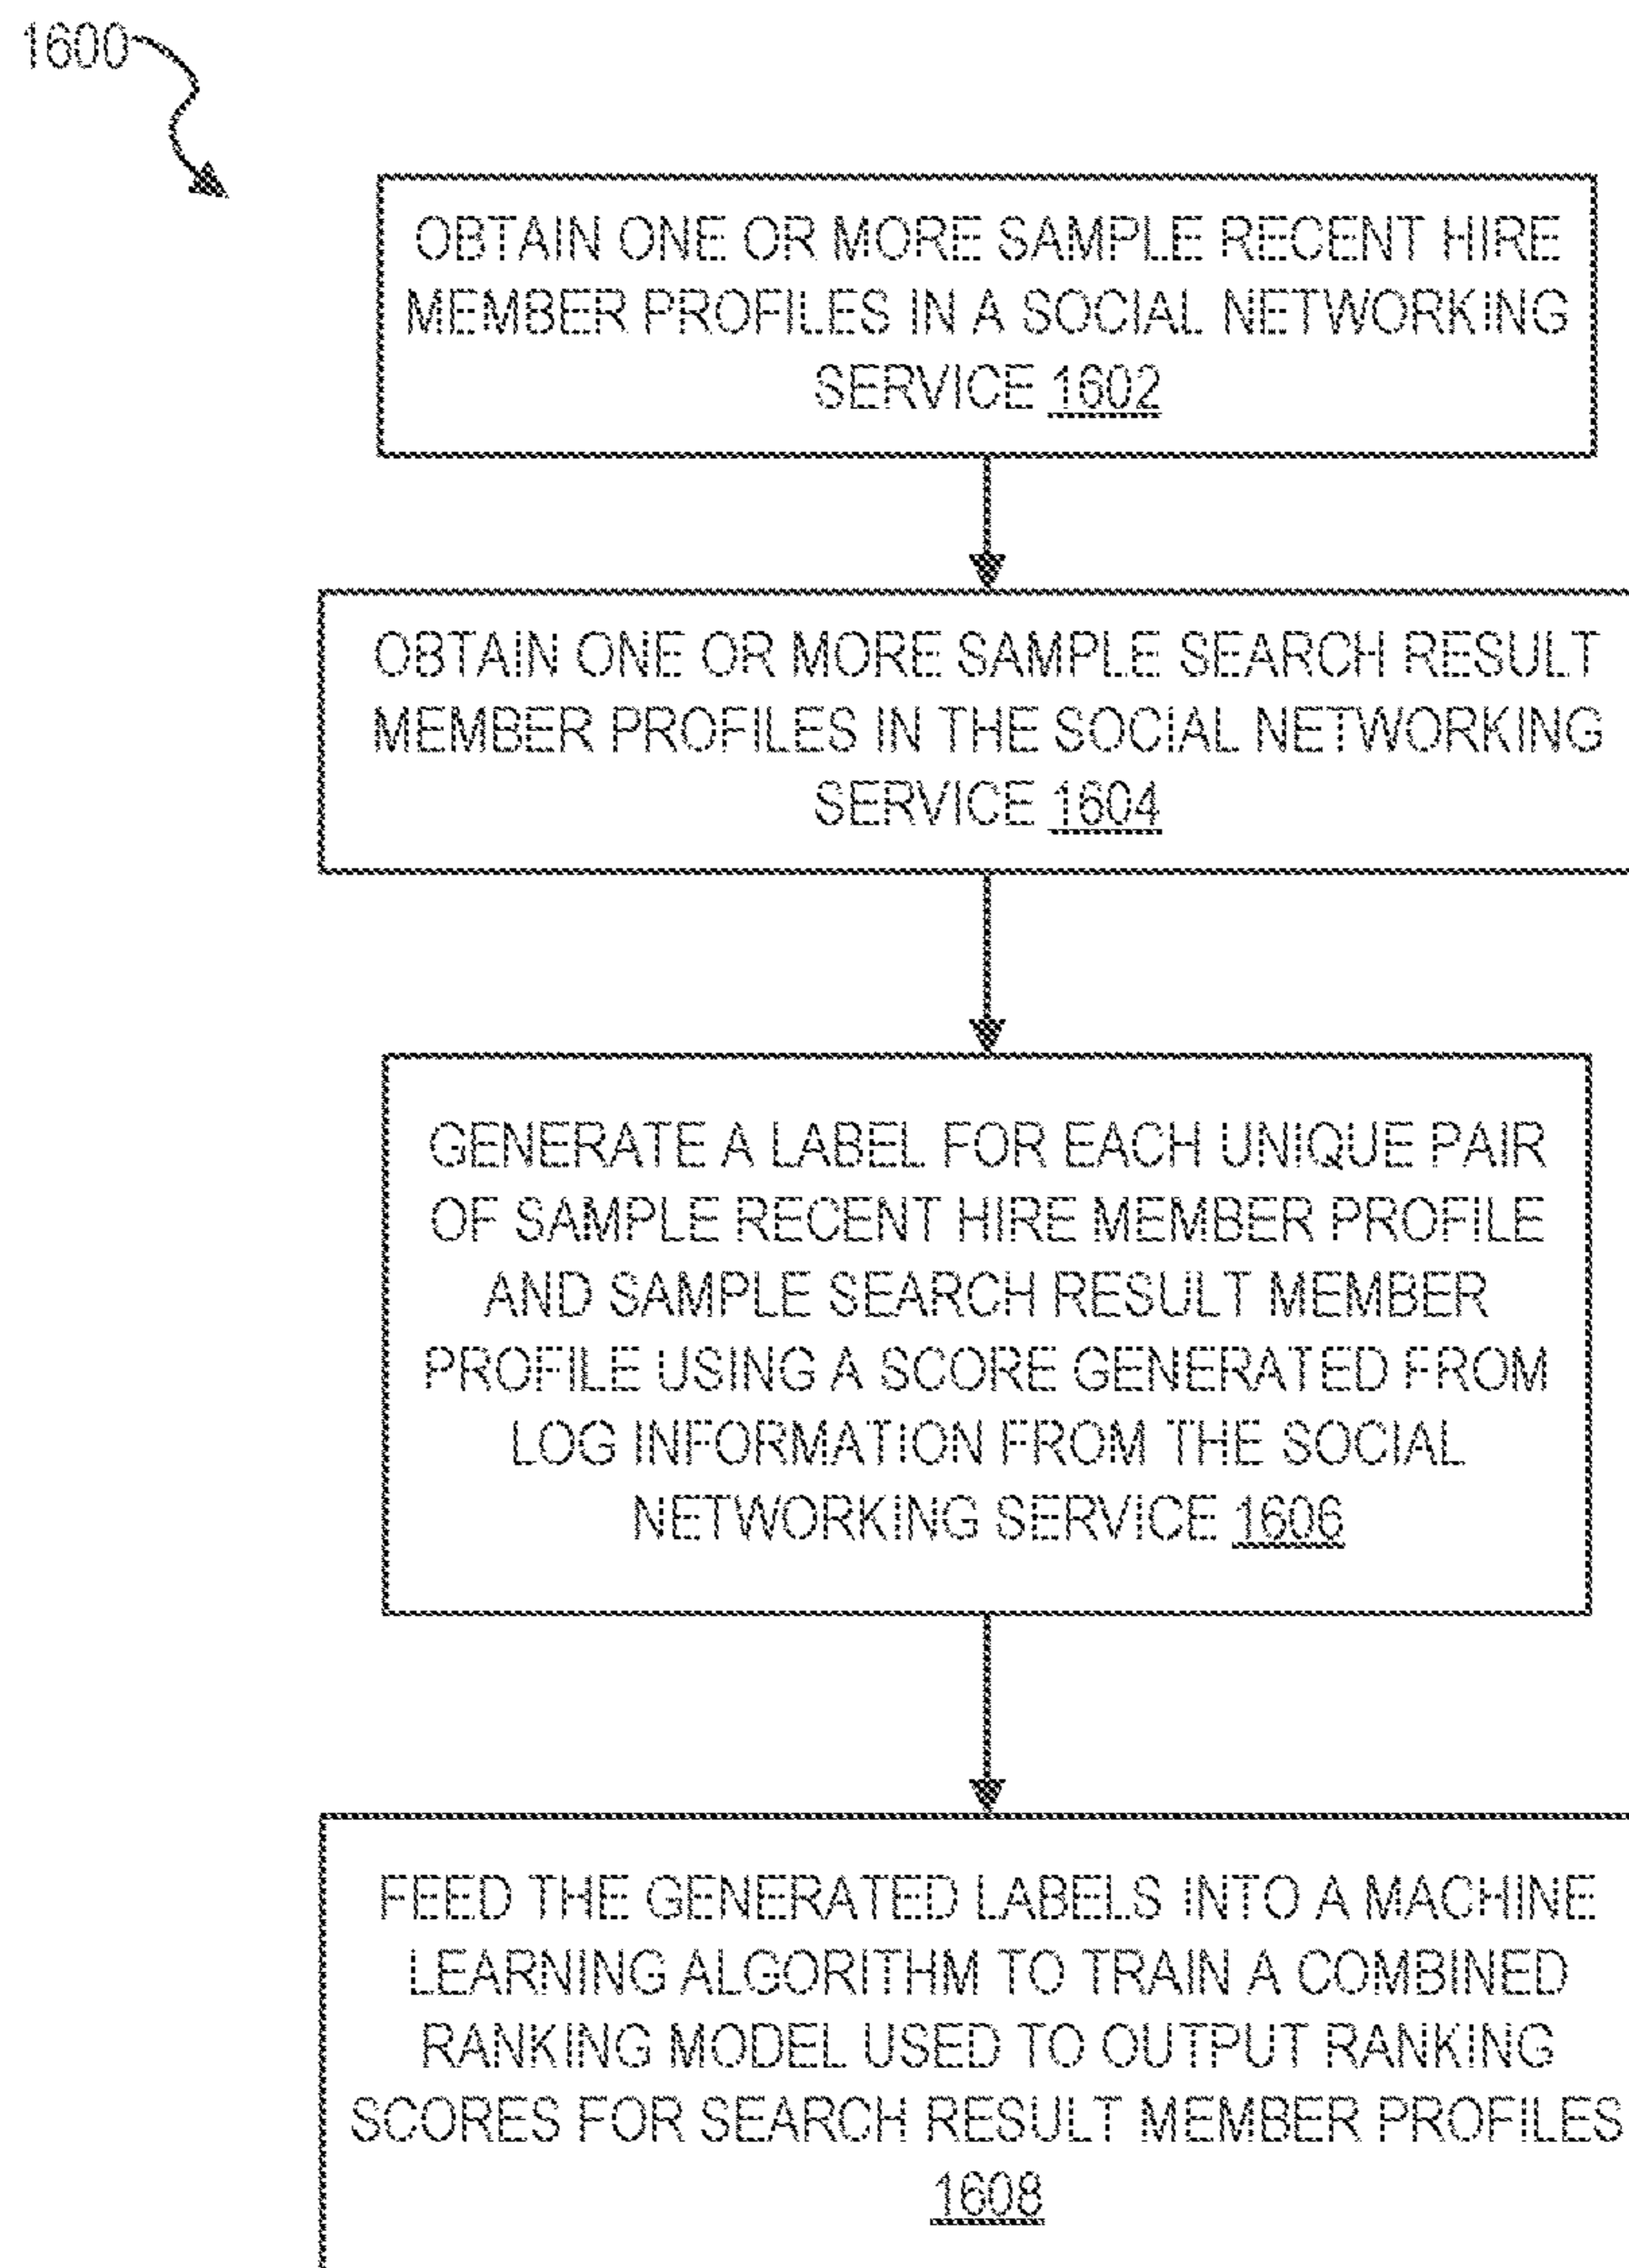 1600
OBTAIN ONE OR MORE SAMPLE RECENT HIRE
MEMBER PROFILES IN A SOCIAL NETWORKING
SERVICE 1602
OBTAIN ONE OR MORE SAMPLE SEARCH RESULT
MEMBER PROFILES IN THE SOCIAL NETWORKING
SERVICE 1604
GENERATE A LABEL FOR EACH UNIQUE PAIR
OF SAMPLE RECENT HIRE MEMBER PROFILE
AND SAMPLE SEARCH RESULT MEMBER
PROFILE USING A SCORE GENERATED FROM
LOG INFORMATION FROM THE SOCIAL
NETWORKING SERVICE 1606
FEED THE GENERATED LABELS INTO A MACHINE
LEARNING ALGORITHM TO TRAIN A COMBINED
RANKING MODEL USED TO OUTPUT RANKING
SCORES FOR SEARCH RESULT MEMBER PROFILES
1608